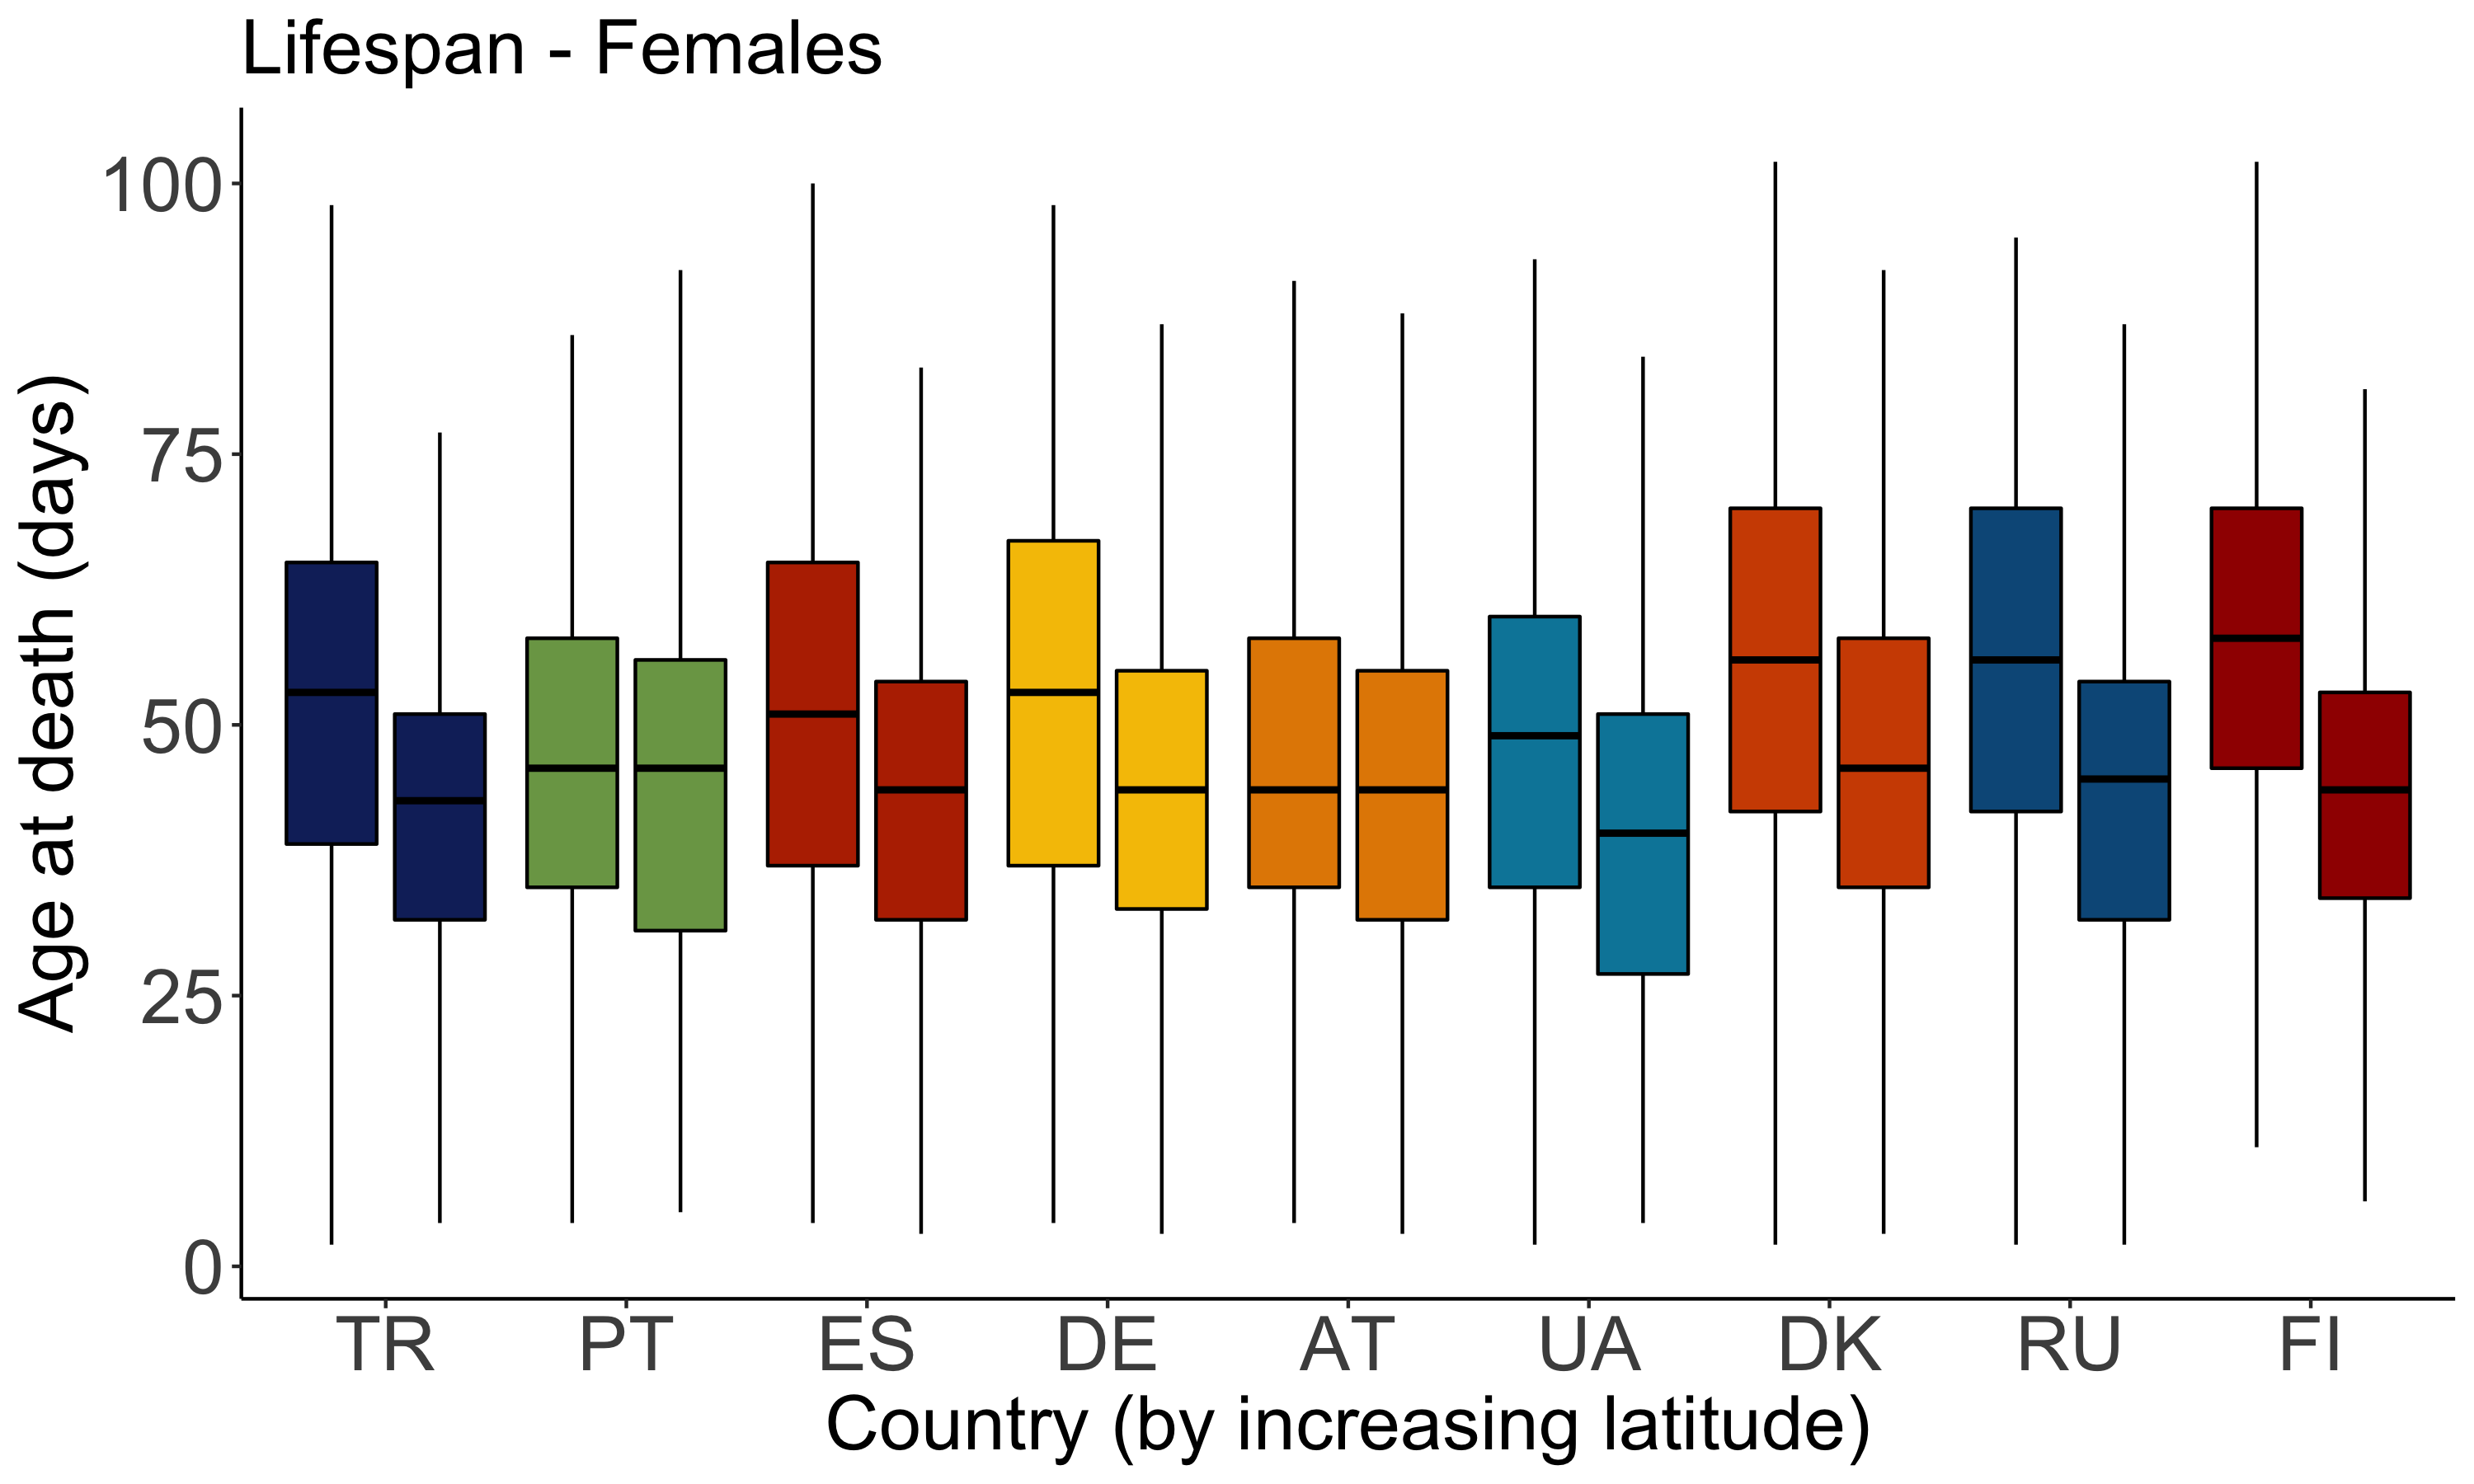 Lifespan - Females
Age at death (days)
100
75
50
25
0
TR PT ES DE AT UA DK RU FI
Country (by increasing latitude)